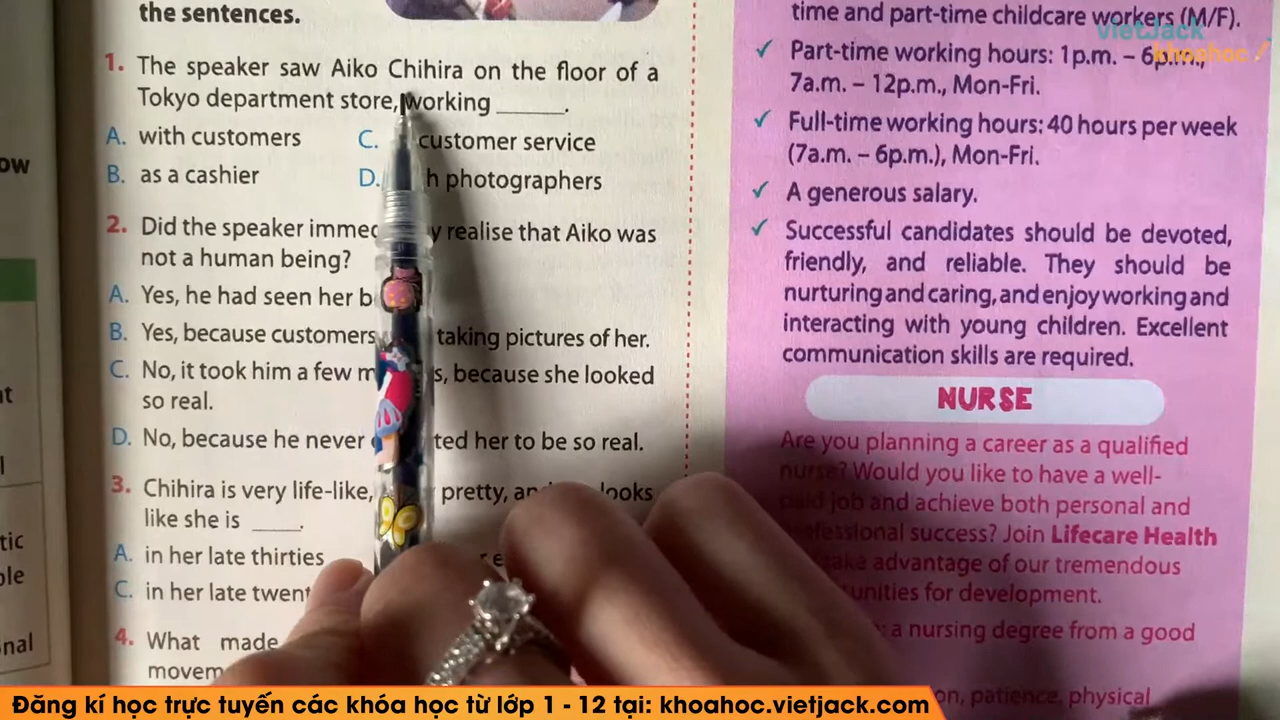 the sentences.
1. The speaker saw Aiko Chihira on the floor of a
Tokyo department store, working ______.
A. with customers
C. customer service
B. as a cashier
D. photographers
2. Did the speaker realise that Aiko was
not a human being?
A. Yes, he had seen her
B. Yes, because customers taking pictures of her.
C. No, it took him a few because she looked
so real.
D. No, because he never her to be so real.
3. Chihira is very life-like, pretty, looks
like she is ____.
A. in her late thirties
C. in her late
4. What made
time and part-time childcare workers (M/F).
✓ Part-time working hours: 1p.m. – 6p.m.,
7a.m. – 12p.m., Mon-Fri.
✓ Full-time working hours: 40 hours per week
(7a.m. – 6p.m.), Mon-Fri.
✓ A generous salary.
✓ Successful candidates should be devoted,
friendly, and reliable. They should be
nurturing and caring, and enjoy working and
interacting with young children. Excellent
communication skills are required.
NURSE
Are you planning a career as a qualified
nurse? Would you like to have a well-
paid job and achieve both personal and
professional success? Join Lifecare Health
take advantage of our tremendous
for development.
a nursing degree from a good
patience, physical
vietJack
khoahoc
Đăng kí học trực tuyến các khóa học từ lớp 1 - 12 tại: khoahoc.vietjack.com